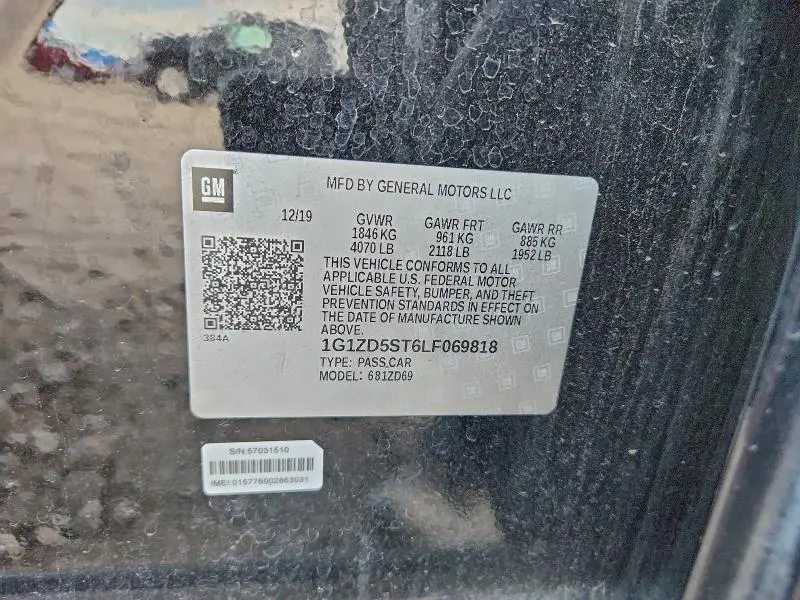 GM
MFD BY GENERAL MOTORS LLC
12/19 GVWR GAWR FRT GAWR RR
1846 KG 961 KG 885 KG
4070 LB 2118 LB 1952 LB
THIS VEHICLE CONFORMS TO ALL
APPLICABLE U.S. FEDERAL MOTOR
VEHICLE SAFETY, BUMPER, AND THEFT
PREVENTION STANDARDS IN EFFECT ON
THE DATE OF MANUFACTURE SHOWN
ABOVE.
384A
1G1ZD5ST6LF069818
TYPE: PASS CAR
MODEL: 681ZD69
S/N:57031510
IMEI:015776002863031